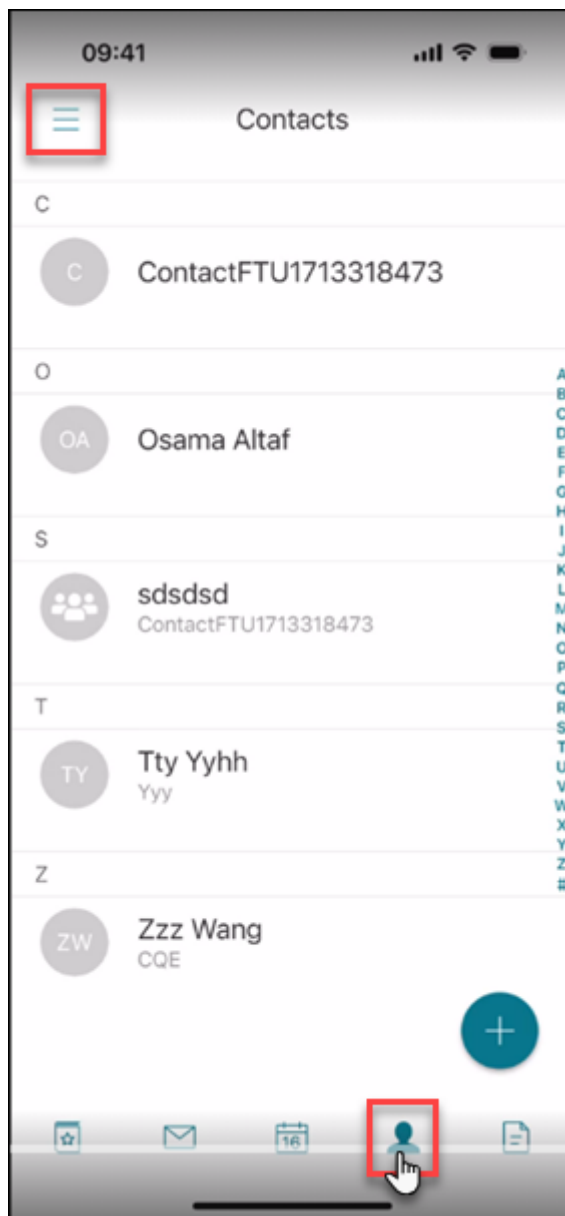 09:41
Contacts
C
C
ContactFTU1713318473
O
OA
Osama Altaf
S
sdsdsd
ContactFTU1713318473
T
TY
Tty Yyhh
Yyy
Z
ZW
Zzz Wang
CQE
A
B
C
D
E
F
G
H
I
J
K
L
M
N
O
P
Q
R
S
T
U
V
W
X
Y
Z
#
16